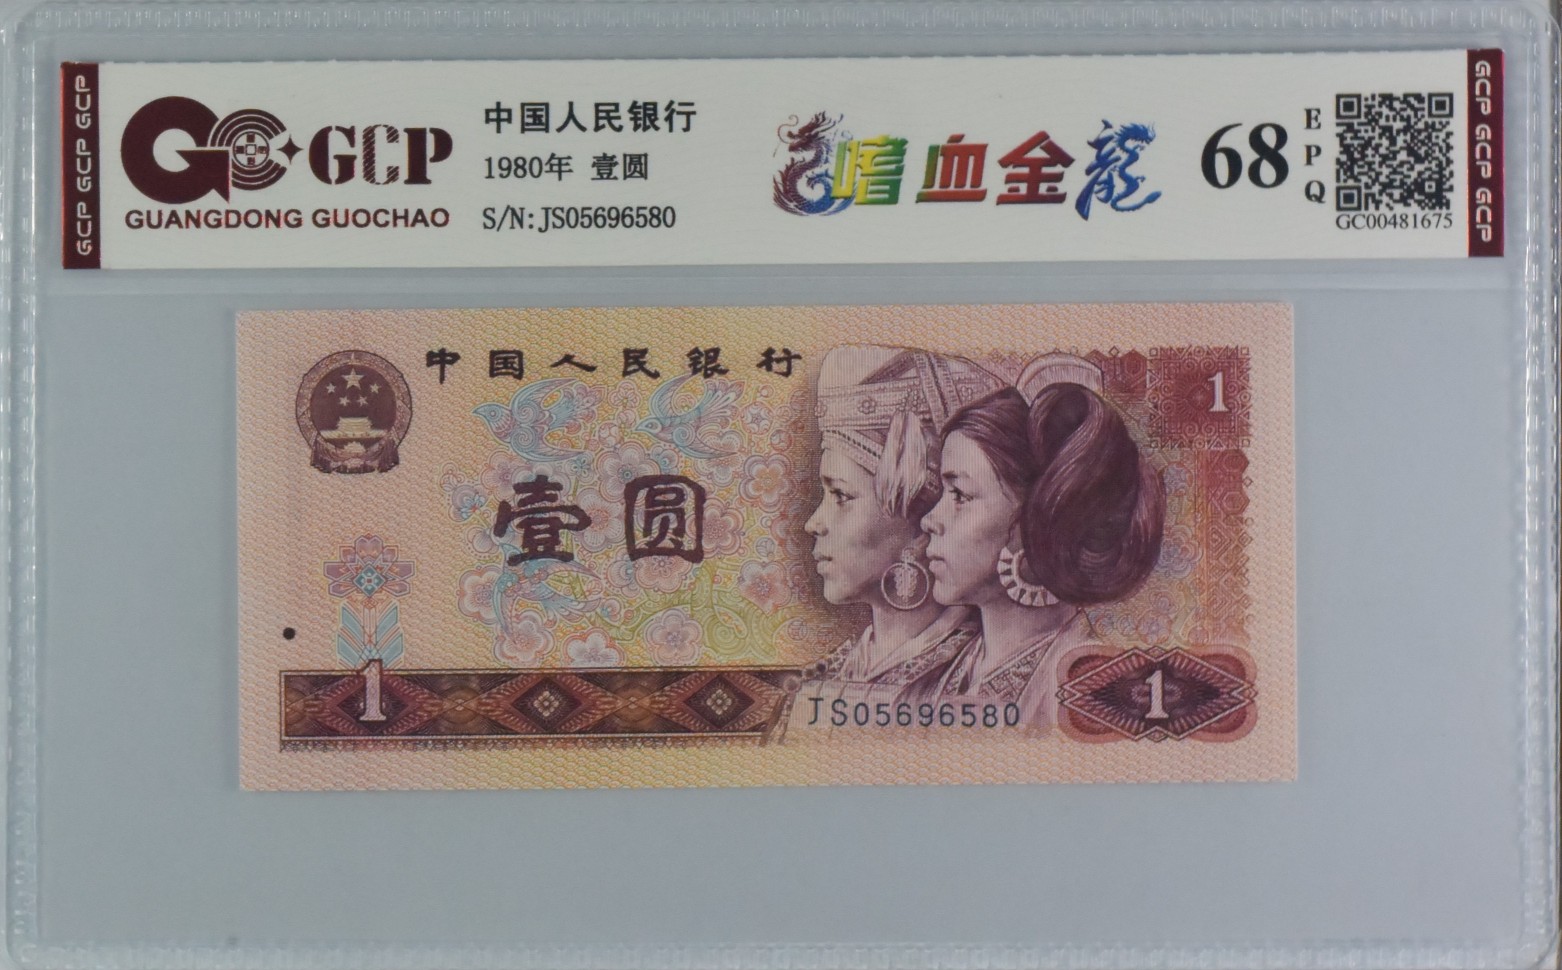 GCP GCP GCP
GCP
GUANGDONG GUOCHAO
中国人民银行
1980年 壹圆
S/N:JS05696580
嗜血金龍
68
EPQ
GC00481675
GCP GCP GCP GCP
中国人民银行
1
壹圆
1
JS05696580
1